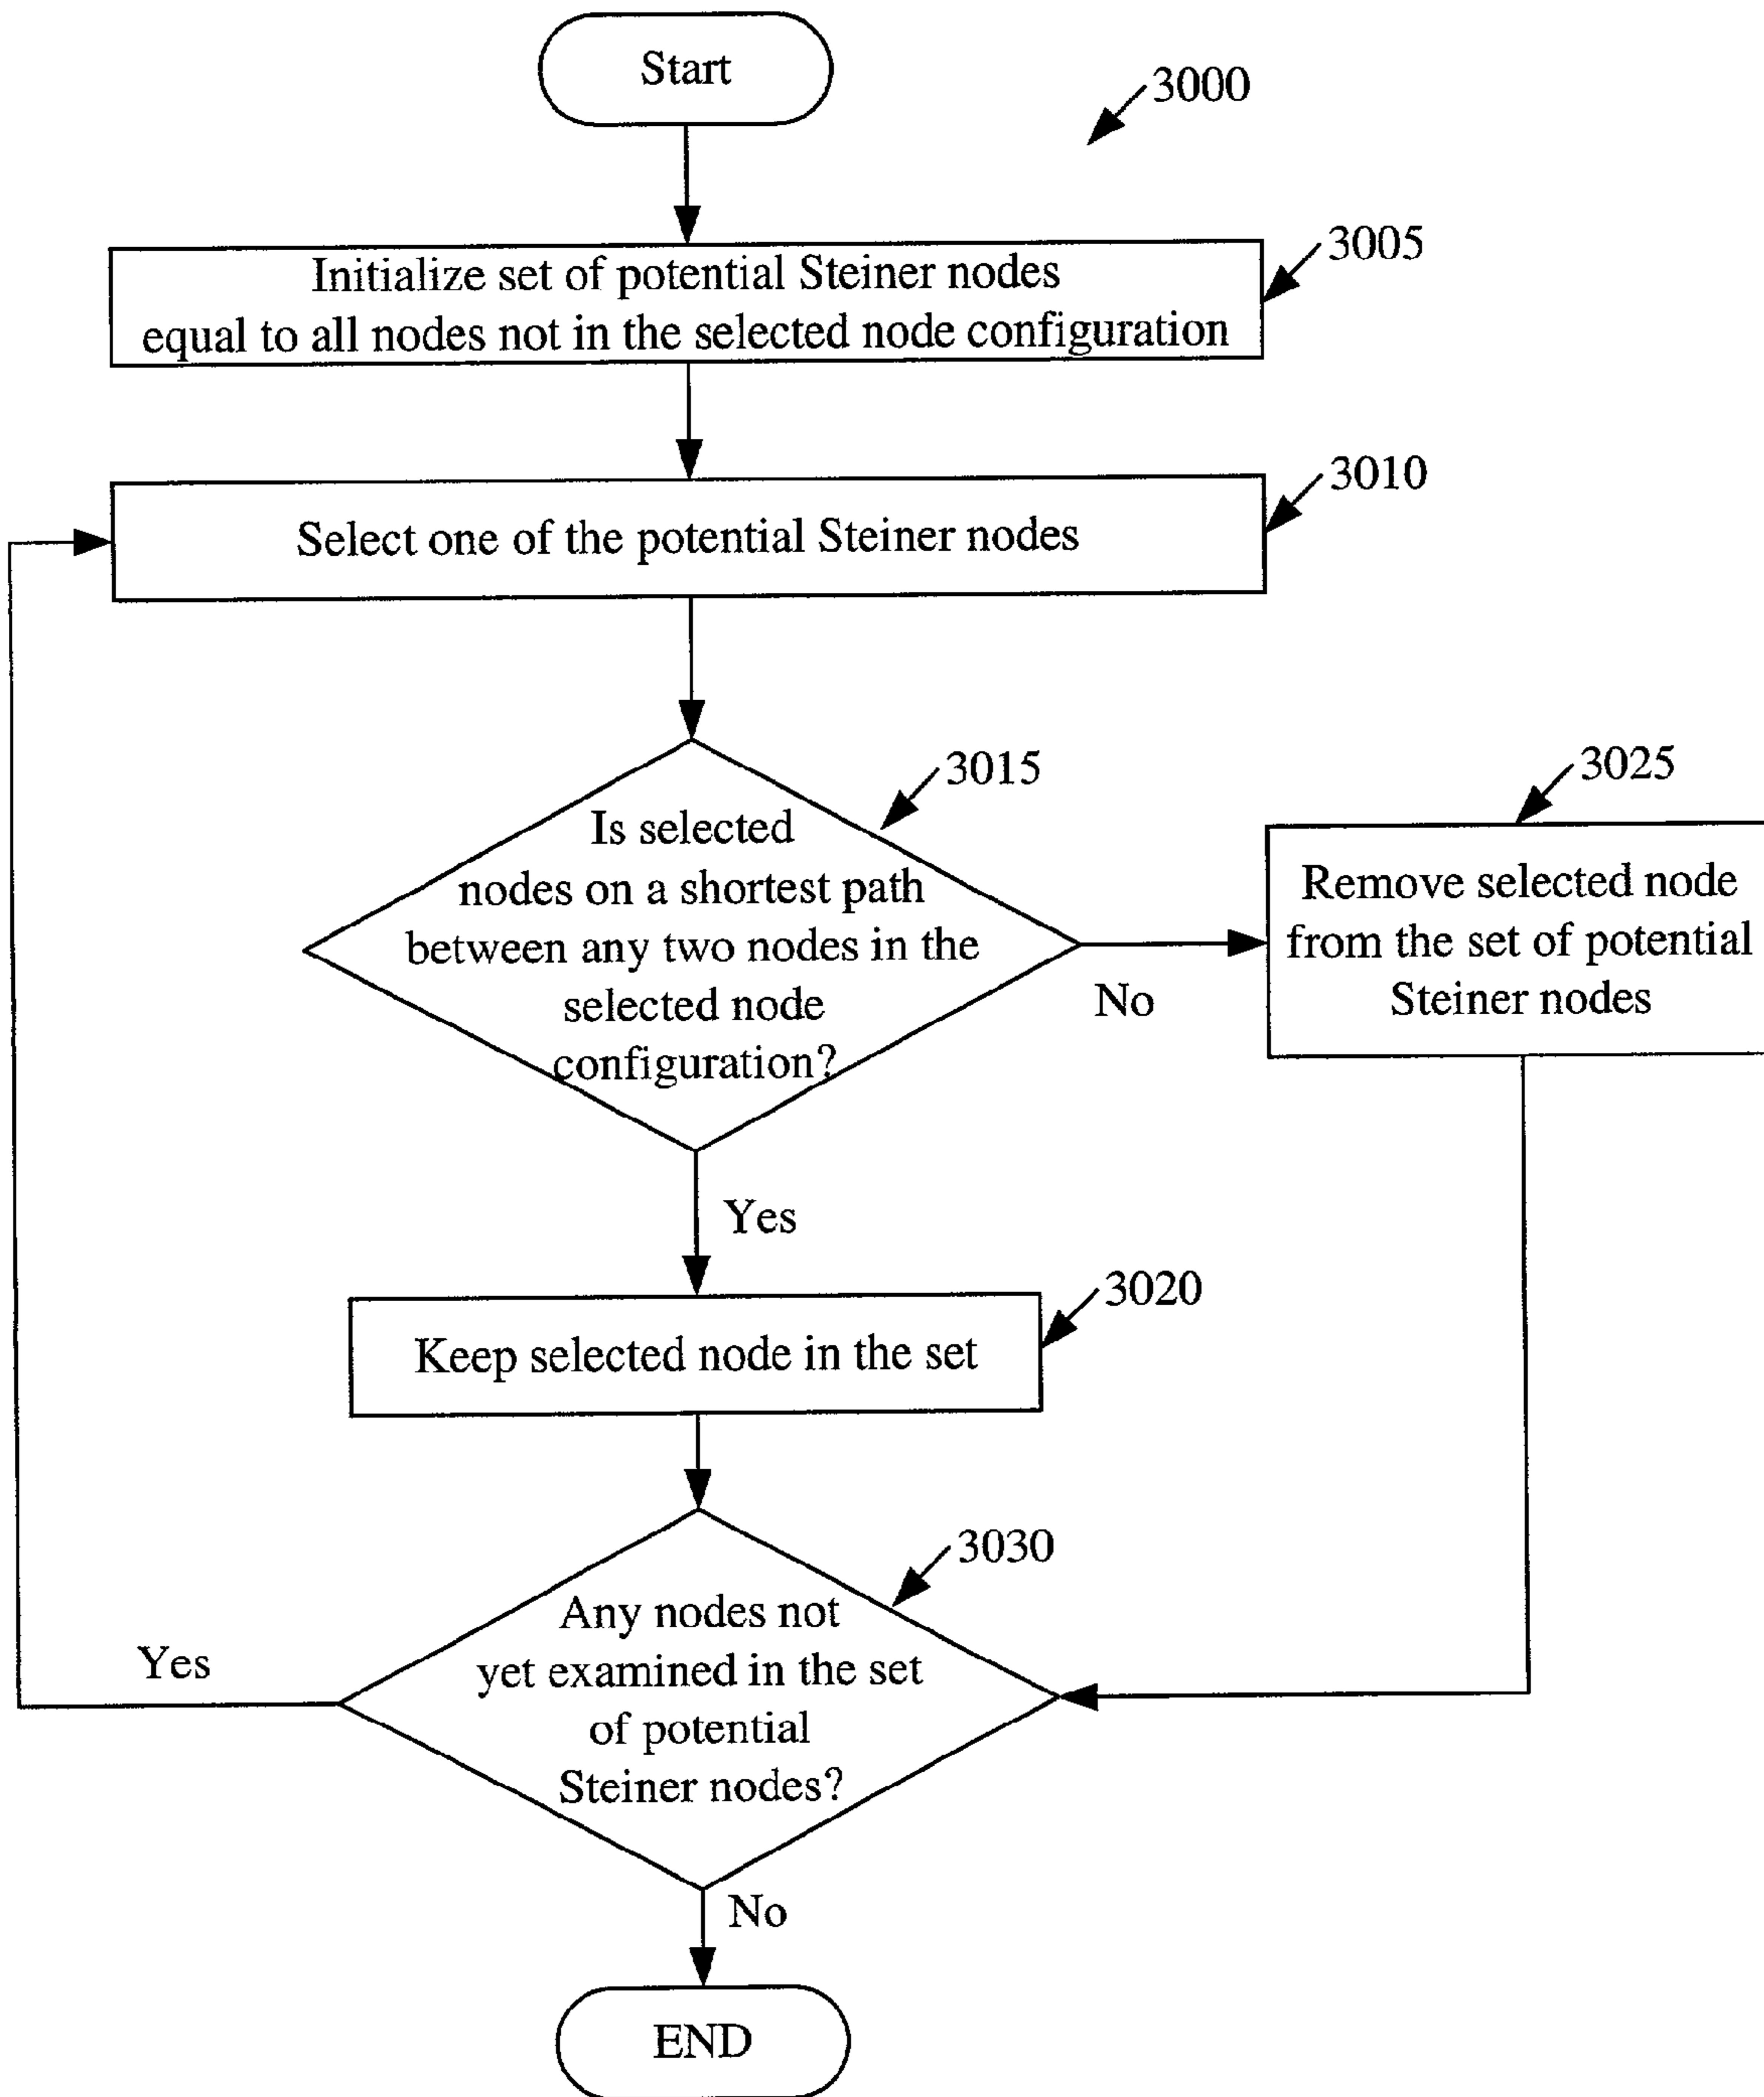 Start
3000
3005
Initialize set of potential Steiner nodes
equal to all nodes not in the selected node configuration
3010
Select one of the potential Steiner nodes
3015
Is selected
nodes on a shortest path
between any two nodes in the
selected node
configuration?
No
3025
Remove selected node
from the set of potential
Steiner nodes
Yes
3020
Keep selected node in the set
3030
Any nodes not
yet examined in the set
of potential
Steiner nodes?
Yes
No
END